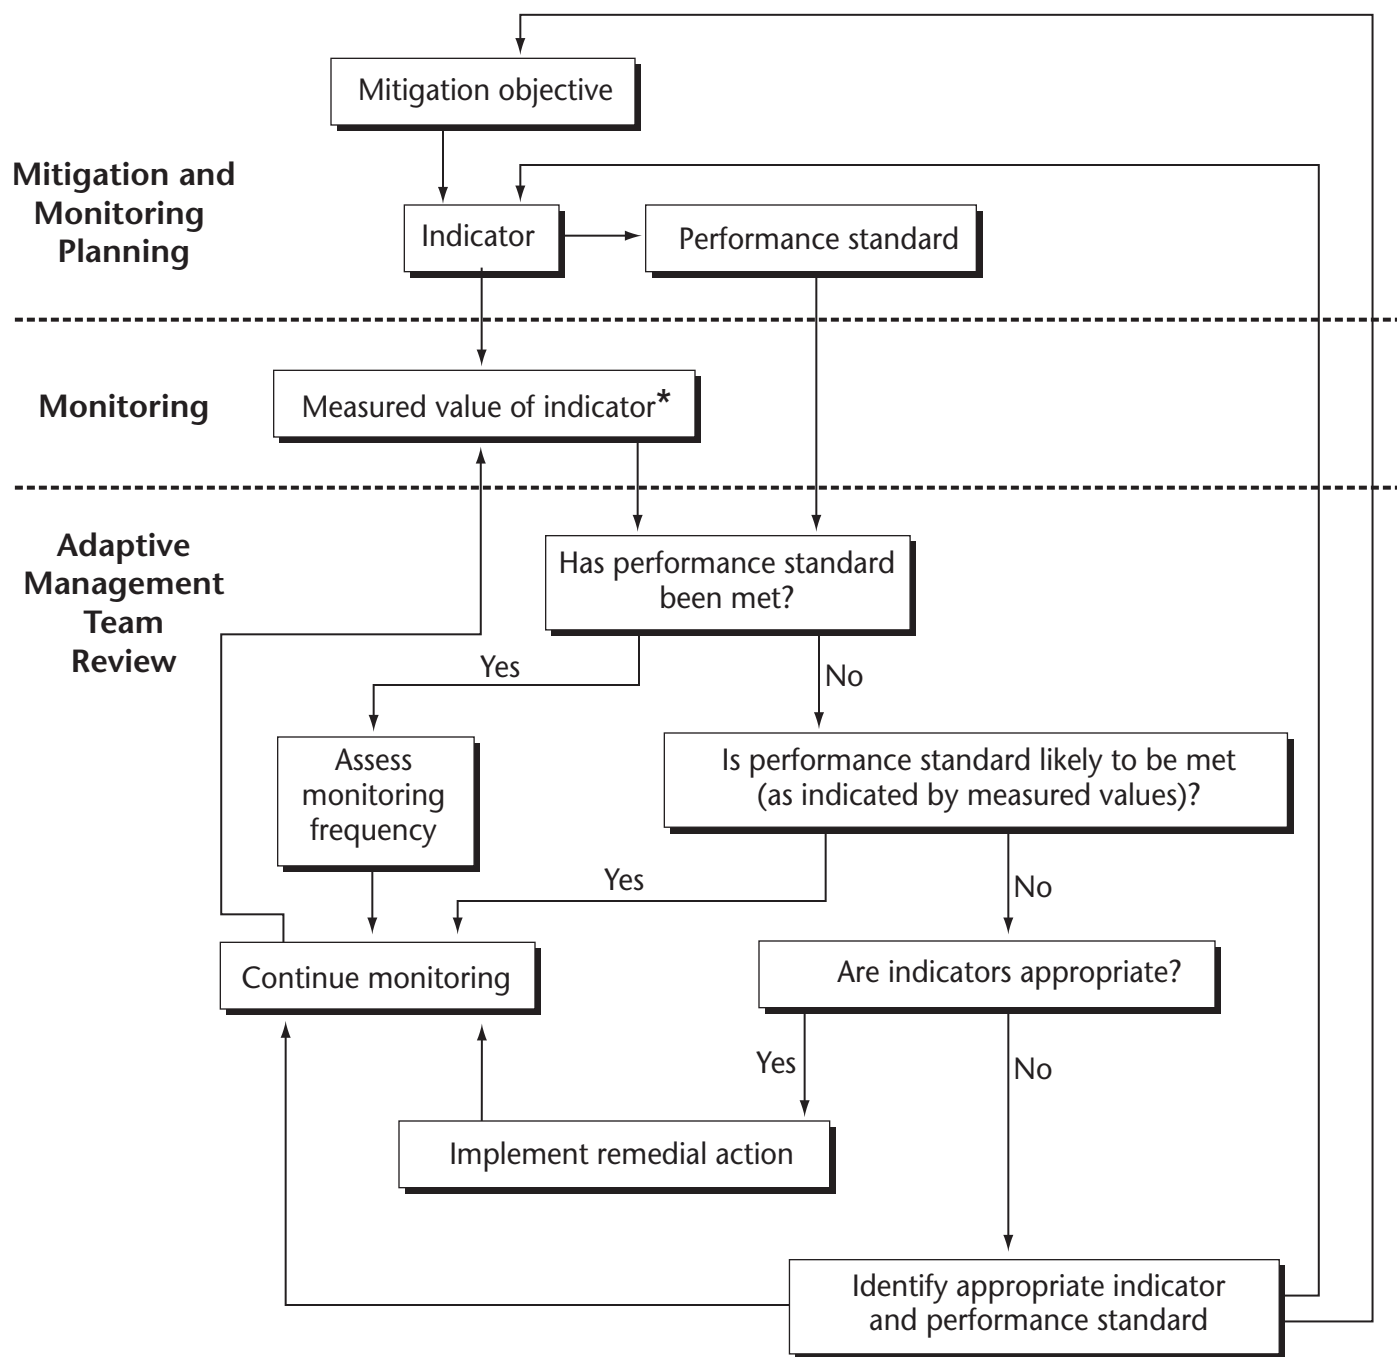 Mitigation objective
Mitigation and
Monitoring
Planning
Indicator
Performance standard
Monitoring
Measured value of indicator*
Adaptive
Management
Team
Review
Has performance standard
been met?
Yes
No
Assess
monitoring
frequency
Is performance standard likely to be met
(as indicated by measured values)?
Yes
No
Continue monitoring
Are indicators appropriate?
Yes
No
Implement remedial action
Identify appropriate indicator
and performance standard